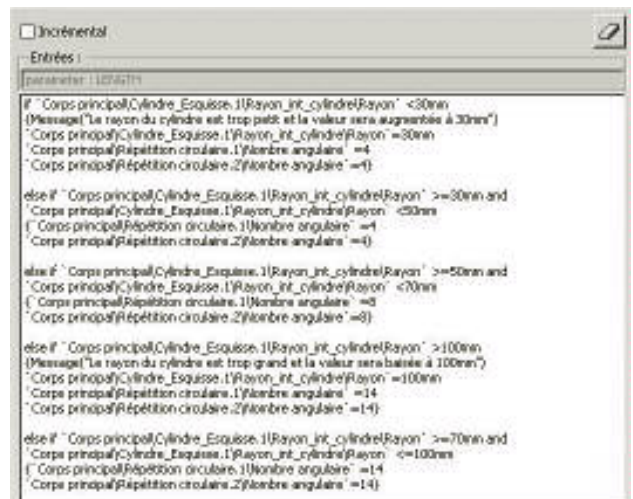 Incrémental
Entrées :
parameter : LENGTH
if `Corps principal\Cylindre_Esquisse.1\Rayon_int_cylindre\Rayon` <30mm
{Message("Le rayon du cylindre est trop petit et la valeur sera augmentée à 30mm")
`Corps principal\Cylindre_Esquisse.1\Rayon_int_cylindre\Rayon`=30mm
`Corps principal\Répétition circulaire.1\Nombre angulaire` =4
`Corps principal\Répétition circulaire.2\Nombre angulaire`=4}
else if `Corps principal\Cylindre_Esquisse.1\Rayon_int_cylindre\Rayon` >=30mm and
`Corps principal\Cylindre_Esquisse.1\Rayon_int_cylindre\Rayon` <50mm
{`Corps principal\Répétition circulaire.1\Nombre angulaire` =4
`Corps principal\Répétition circulaire.2\Nombre angulaire`=4}
else if `Corps principal\Cylindre_Esquisse.1\Rayon_int_cylindre\Rayon` >=50mm and
`Corps principal\Cylindre_Esquisse.1\Rayon_int_cylindre\Rayon` <70mm
{`Corps principal\Répétition circulaire.1\Nombre angulaire` =8
`Corps principal\Répétition circulaire.2\Nombre angulaire`=8}
else if `Corps principal\Cylindre_Esquisse.1\Rayon_int_cylindre\Rayon` >100mm
{Message("Le rayon du cylindre est trop grand et la valeur sera baisée à 100mm")
`Corps principal\Cylindre_Esquisse.1\Rayon_int_cylindre\Rayon`=100mm
`Corps principal\Répétition circulaire.1\Nombre angulaire` =14
`Corps principal\Répétition circulaire.2\Nombre angulaire`=14}
else if `Corps principal\Cylindre_Esquisse.1\Rayon_int_cylindre\Rayon` >=70mm and
`Corps principal\Cylindre_Esquisse.1\Rayon_int_cylindre\Rayon` <=100mm
{`Corps principal\Répétition circulaire.1\Nombre angulaire` =14
`Corps principal\Répétition circulaire.2\Nombre angulaire`=14}